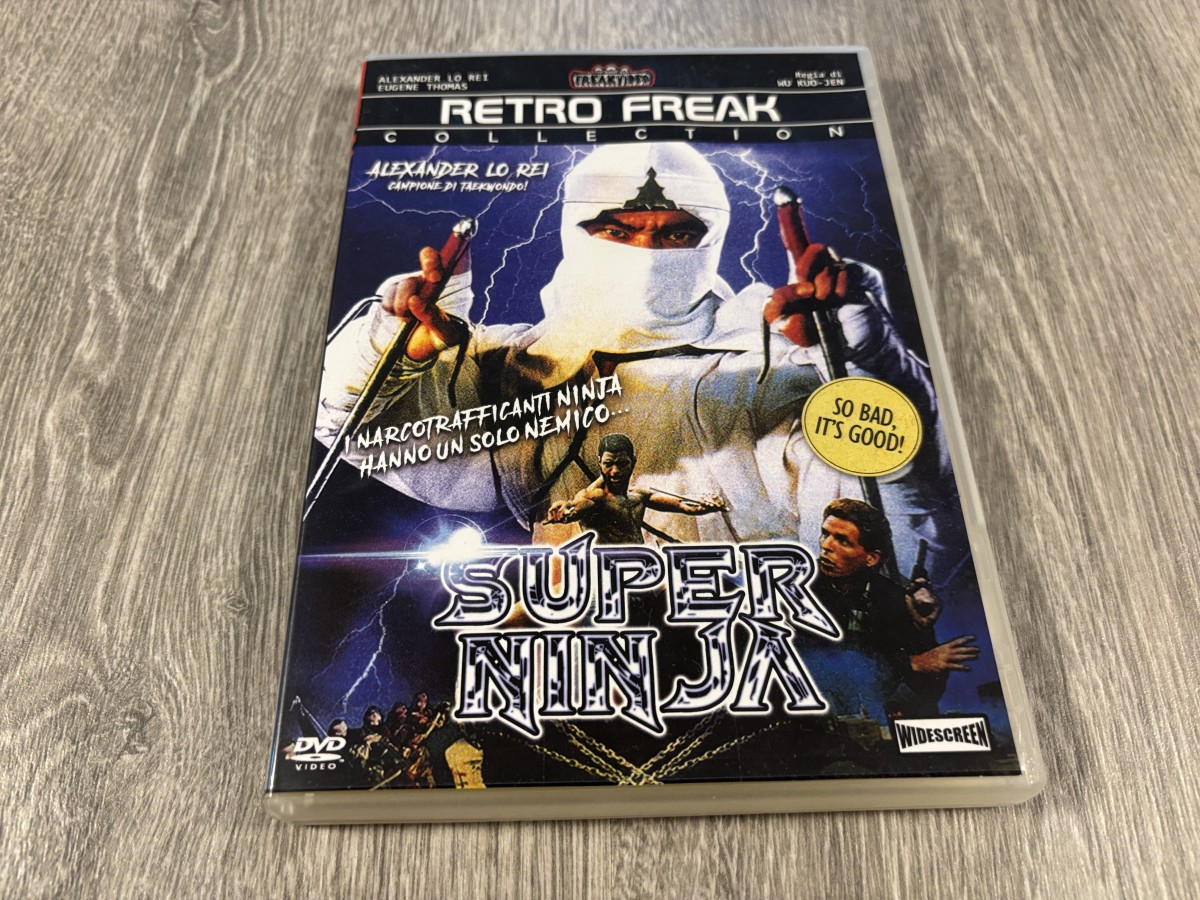 ALEXANDER LO REI
EUGENE THOMAS
FREAKVIDEO
Regia di
WU KUO-JEN
RETRO FREAK
COLLECTION
ALEXANDER LO REI
CAMPIONE DI TAEKWONDO!
I NARCOTRAFFICANTI NINJA
HANNO UN SOLO NEMICO...
SO BAD,
IT'S GOOD!
SUPER
NINJA
DVD
VIDEO
WIDESCREEN